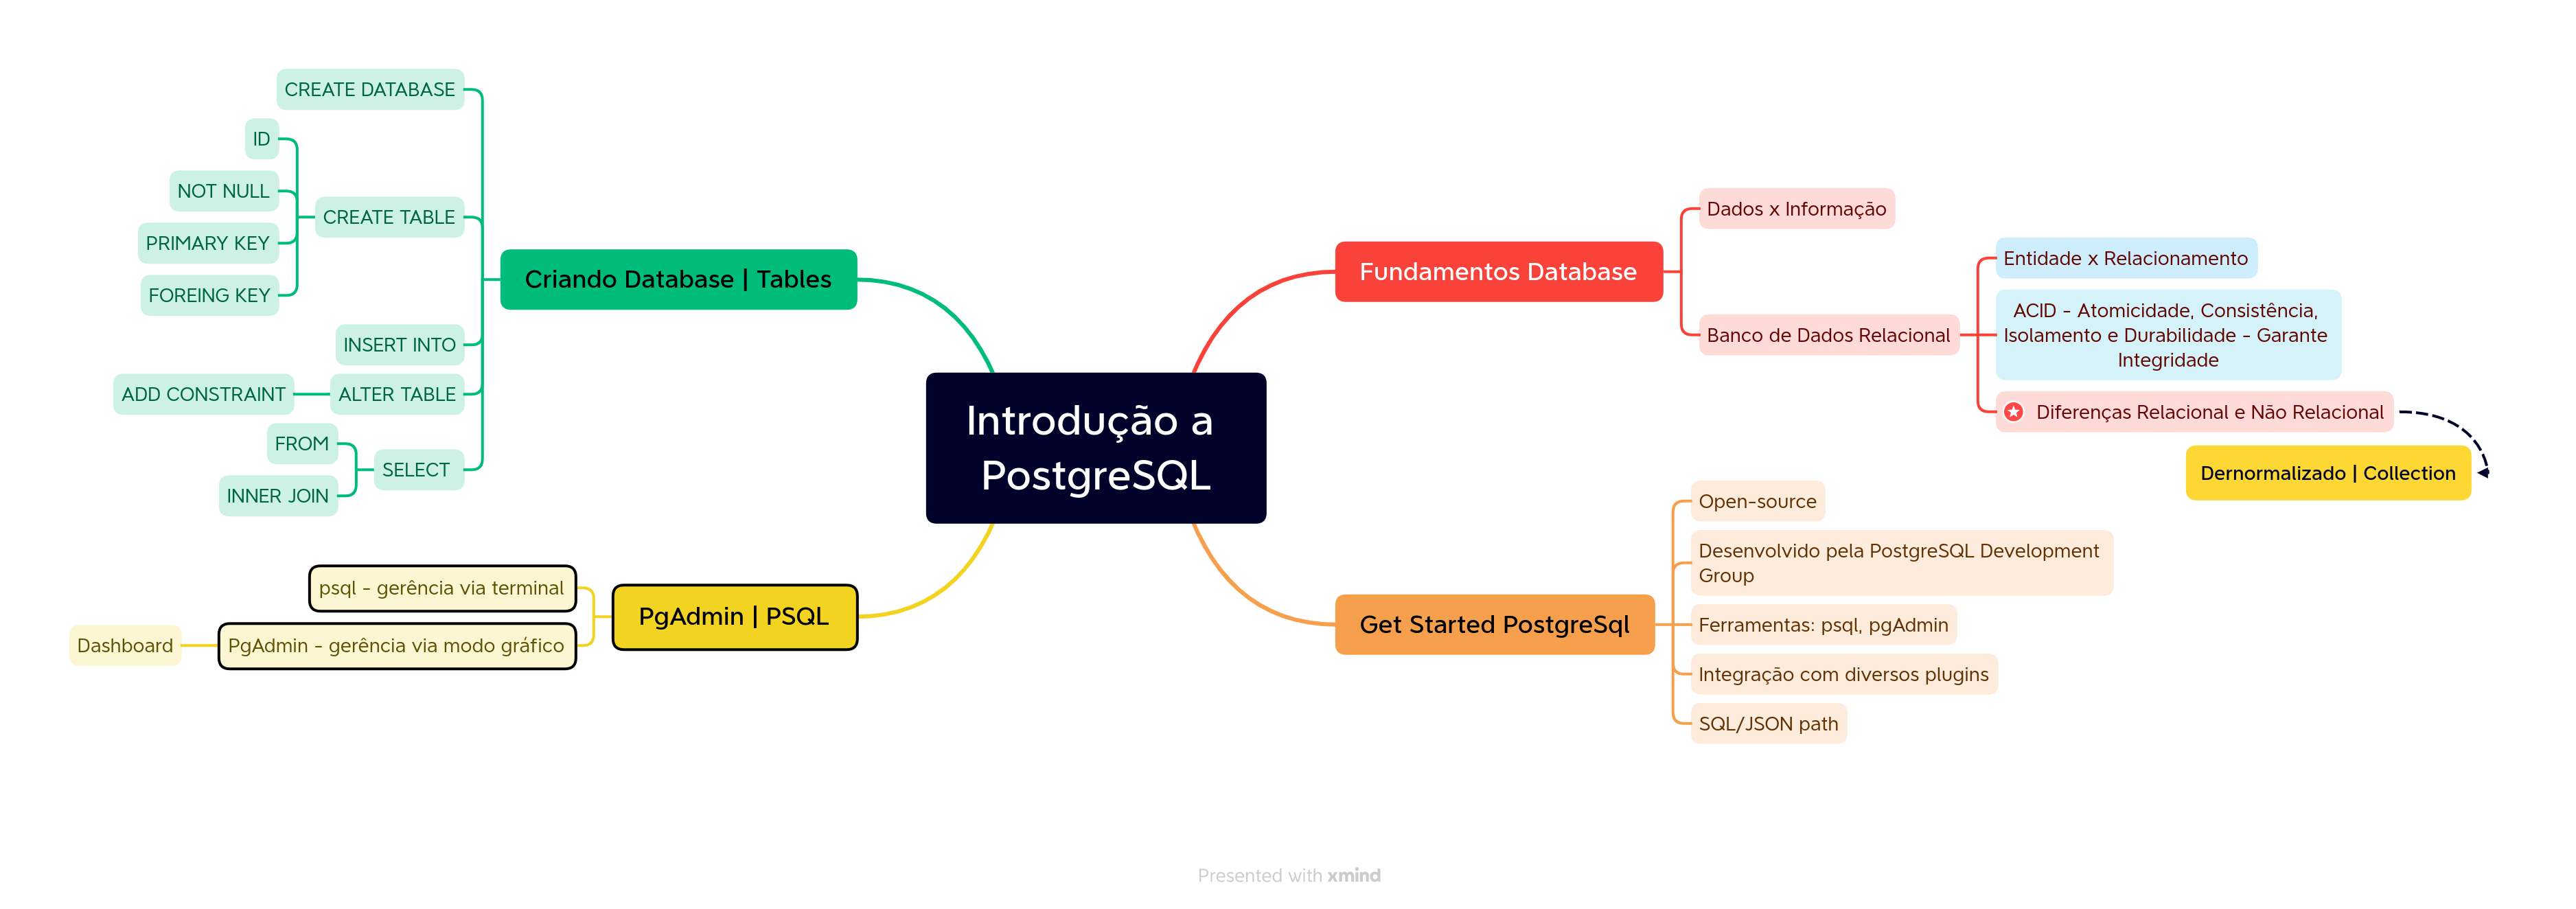 Introdução a
PostgreSQL
Fundamentos Database
Dados x Informação
Banco de Dados Relacional
Entidade x Relacionamento
ACID - Atomicidade, Consistência,
Isolamento e Durabilidade - Garante
Integridade
Diferenças Relacional e Não Relacional
Dernormalizado | Collection
Get Started PostgreSql
Open-source
Desenvolvido pela PostgreSQL Development
Group
Ferramentas: psql, pgAdmin
Integração com diversos plugins
SQL/JSON path
Criando Database | Tables
CREATE DATABASE
CREATE TABLE
ID
NOT NULL
PRIMARY KEY
FOREING KEY
INSERT INTO
ALTER TABLE
ADD CONSTRAINT
SELECT
FROM
INNER JOIN
PgAdmin | PSQL
psql - gerência via terminal
PgAdmin - gerência via modo gráfico
Dashboard
Presented with xmind